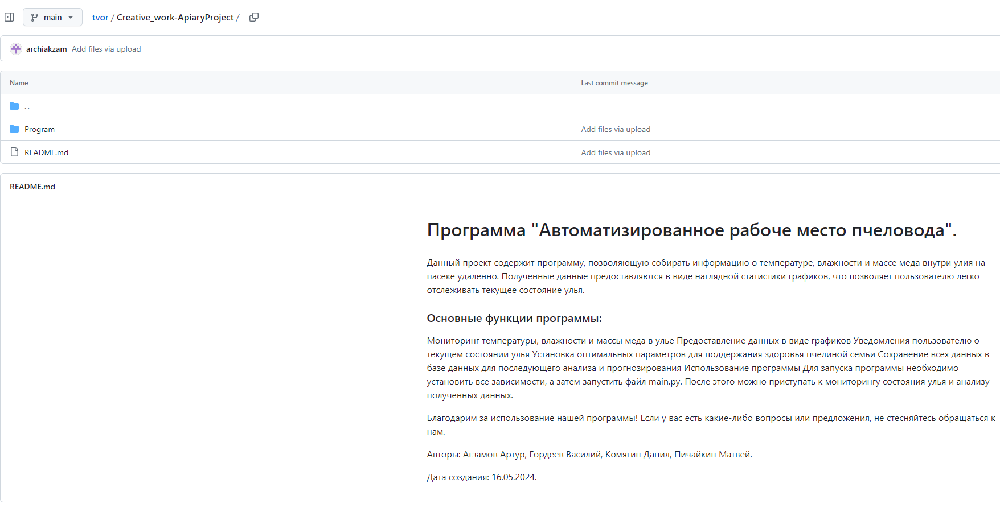 main
tvor / Creative_work-ApiaryProject /
archiakzam Add files via upload
Name Last commit message
..
Program Add files via upload
README.md Add files via upload
README.md
Программа "Автоматизированное рабоче место пчеловода".
Данный проект содержит программу, позволяющую собирать информацию о температуре, влажности и массе меда внутри улия на
пасеке удаленно. Полученные данные предоставляются в виде наглядной статистики графиков, что позволяет пользователю легко
отслеживать текущее состояние улья.
Основные функции программы:
Мониторинг температуры, влажности и массы меда в улье Предоставление данных в виде графиков Уведомления пользователю о
текущем состоянии улья Установка оптимальных параметров для поддержания здоровья пчелиной семьи Сохранение всех данных в
базе данных для последующего анализа и прогнозирования Использование программы Для запуска программы необходимо
установить все зависимости, а затем запустить файл main.py. После этого можно приступать к мониторингу состояния улья и анализу
полученных данных.
Благодарим за использование нашей программы! Если у вас есть какие-либо вопросы или предложения, не стесняйтесь обращаться к
нам.
Авторы: Агзамов Артур, Гордеев Василий, Комягин Данил, Пичайкин Матвей.
Дата создания: 16.05.2024.